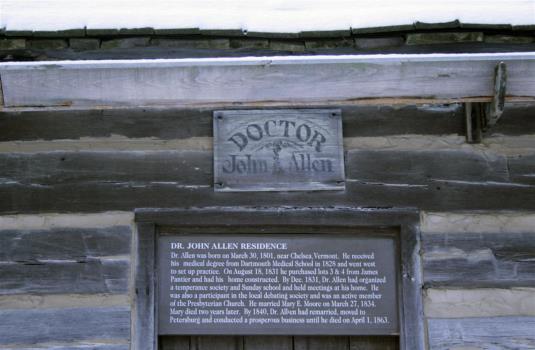 DOCTOR
John Allen
DR. JOHN ALLEN RESIDENCE
Dr. Allen was born on March 30, 1801, near Chelsea, Vermont. He received
his medical degree from Dartmouth Medical School in 1828 and went went
to set up practice. On August 18, 1831 he purchased lots 3 & 4 from James
Pantier and had his home constructed. By Dec. 1831, Dr. Allen had organized
a temperance society and Sunday school and held meetings at his home. He
was also a participant in the local debating society and was an active member
of the Presbyterian Church. He married Mary E. Moore on March 27, 1834.
Mary died two years later. By 1840, Dr. Allen had remarried, moved to
Petersburg and conducted a prosperous business until he died on April 1, 1863.